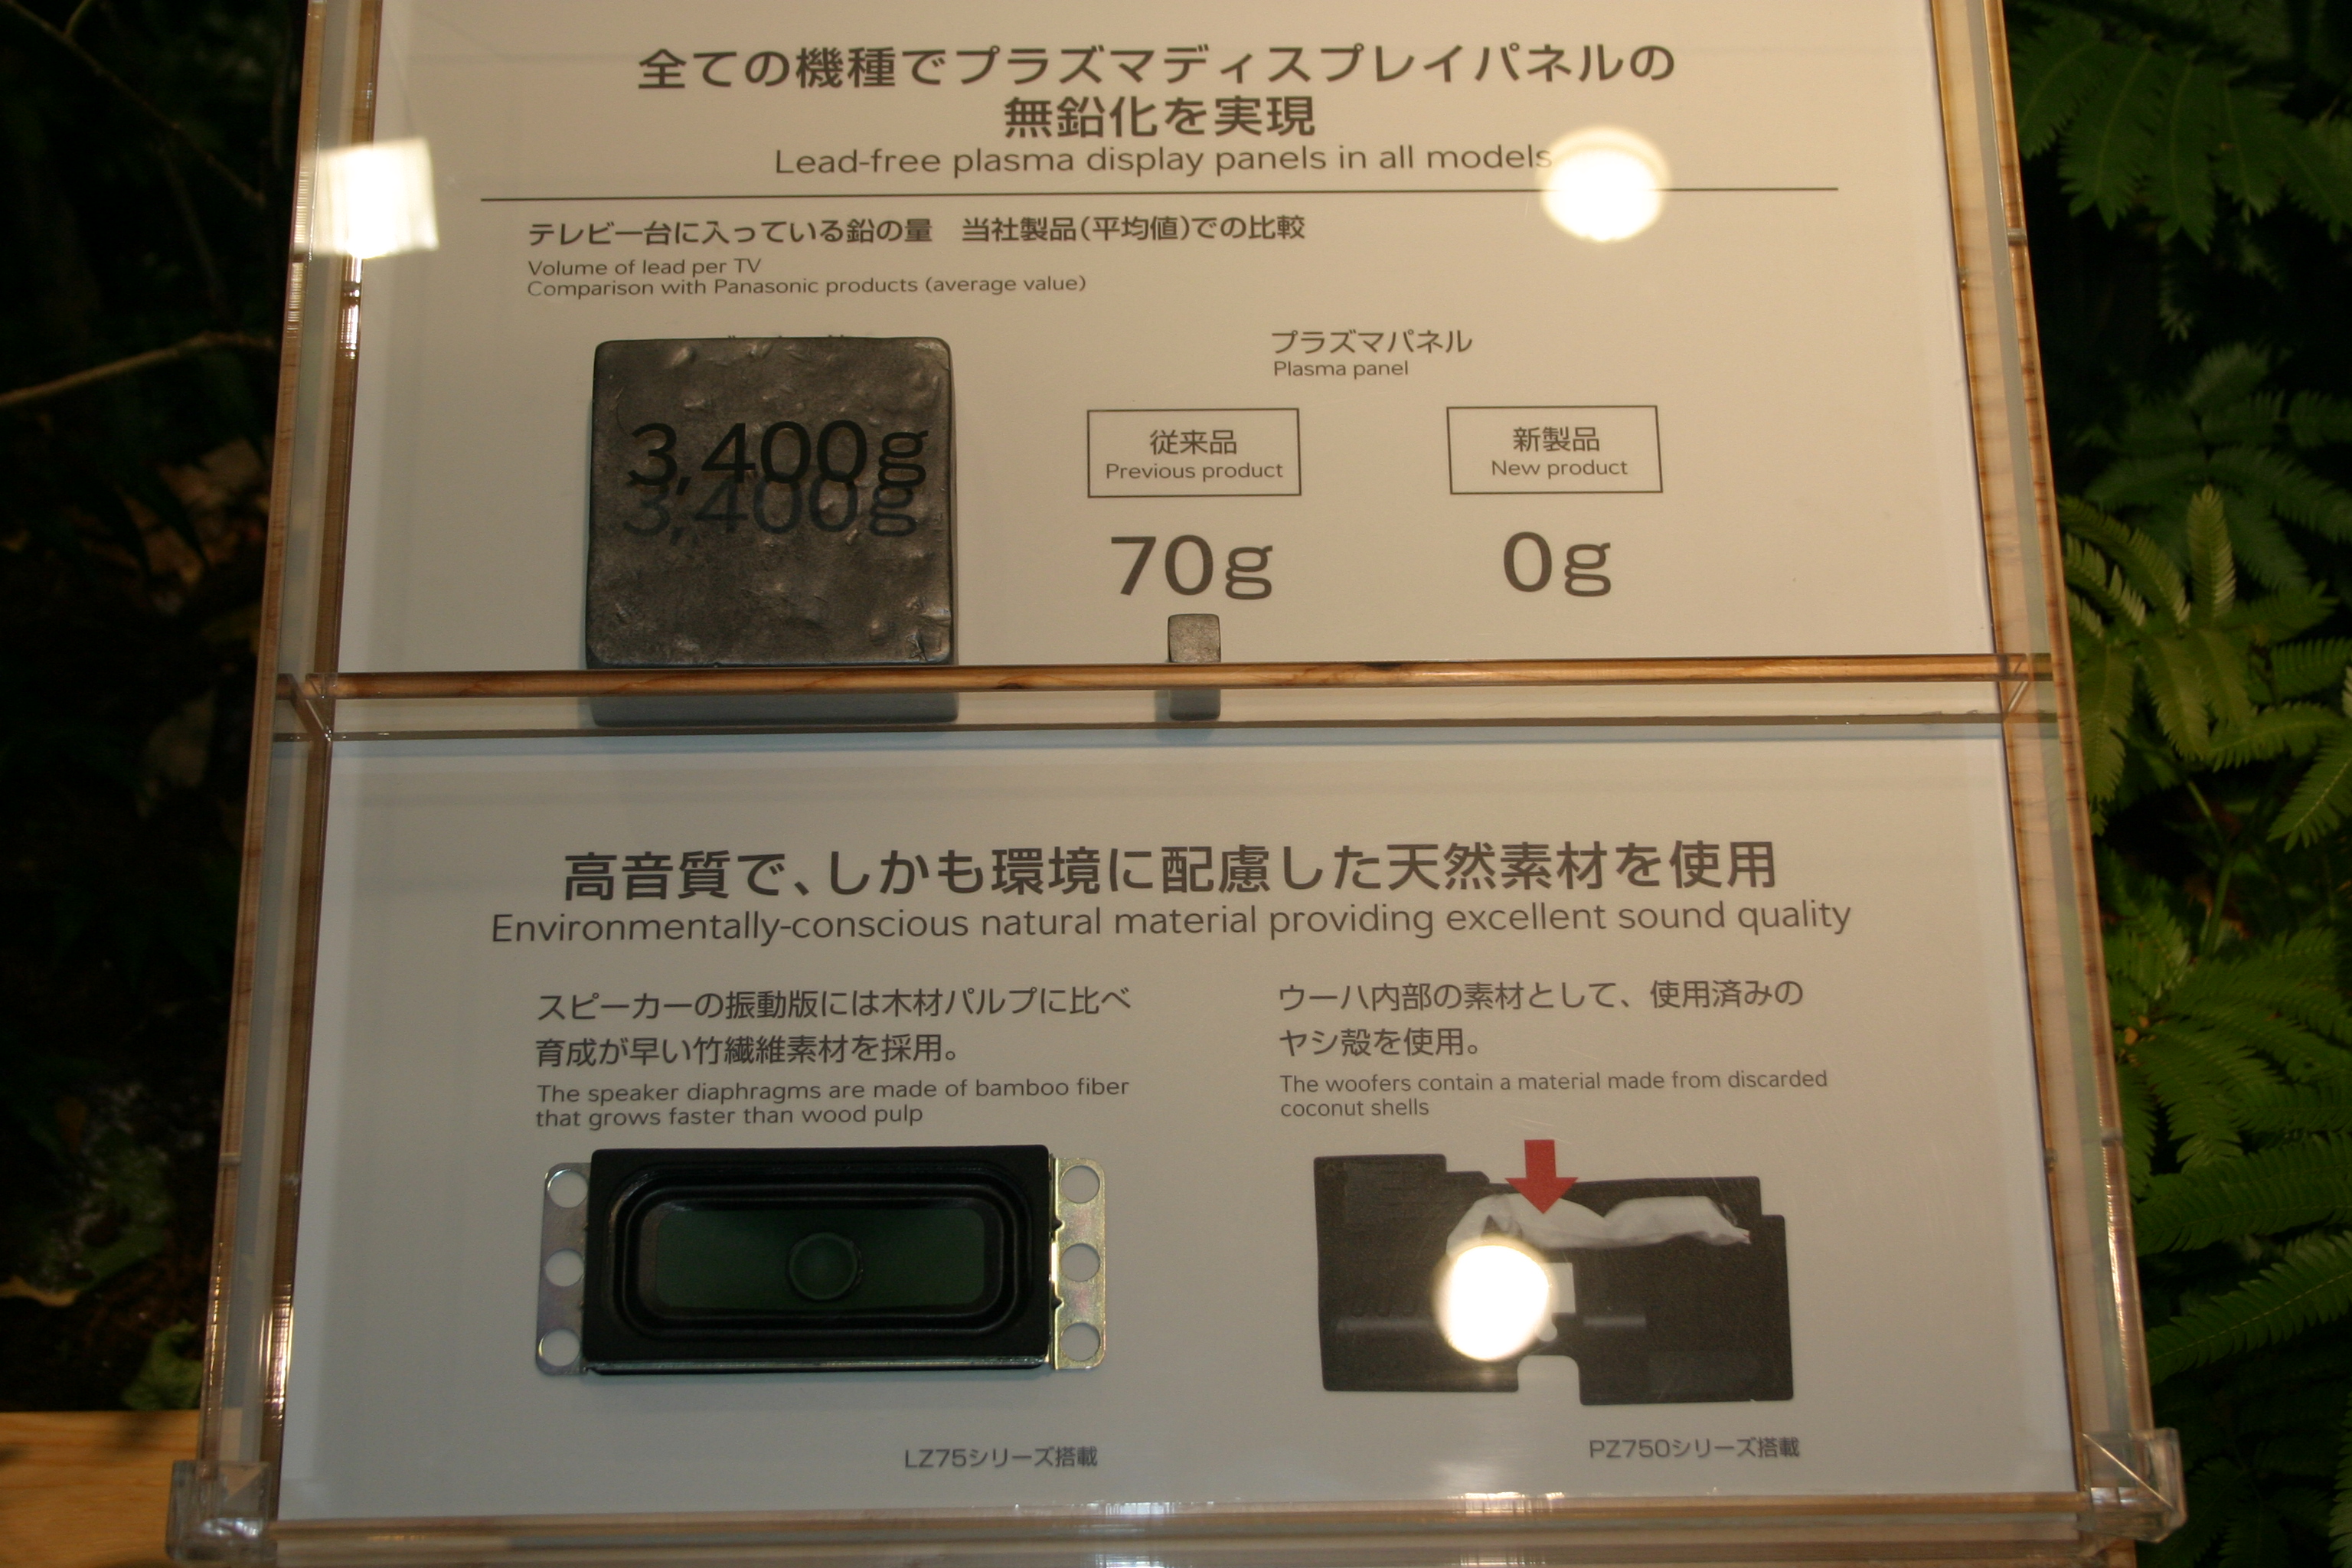 全ての機種でプラズマディスプレイパネルの
無鉛化を実現
Lead-free plasma display panels in all models
テレビ一台に入っている鉛の量　当社製品(平均値)での比較
Volume of lead per TV
Comparison with Panasonic products (average value)
3,400g
プラズマパネル
Plasma panel
従来品
Previous product
70g
新製品
New product
0g
高音質で、しかも環境に配慮した天然素材を使用
Environmentally-conscious natural material providing excellent sound quality
スピーカーの振動版には木材パルプに比べ
育成が早い竹繊維素材を採用。
The speaker diaphragms are made of bamboo fiber
that grows faster than wood pulp
LZ75シリーズ搭載
ウーハ内部の素材として、使用済みの
ヤシ殻を使用。
The woofers contain a material made from discarded
coconut shells
PZ750シリーズ搭載